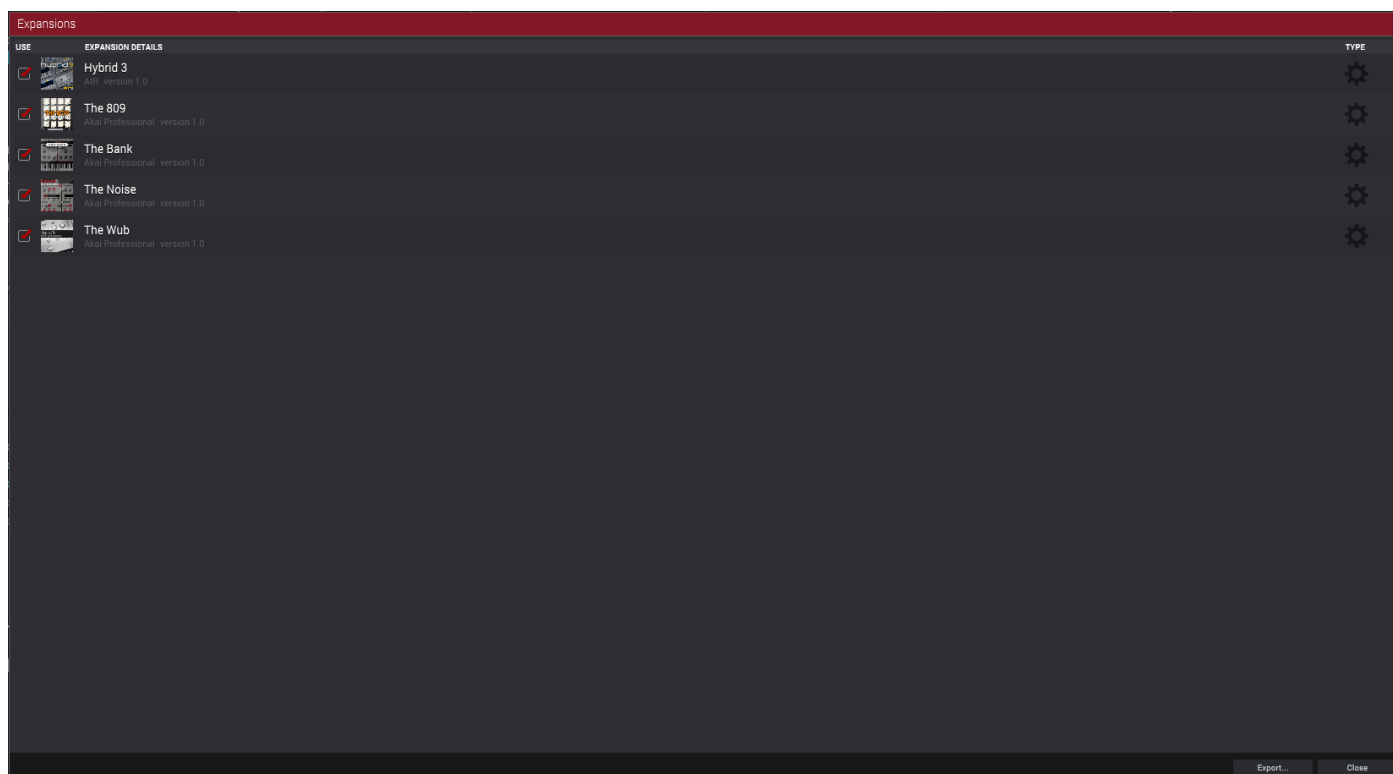 Expansions
USE EXPANSION DETAILS TYPE
Hybrid 3
AIR version 1.0
The 809
Akai Professional version 1.0
The Bank
Akai Professional version 1.0
The Noise
Akai Professional version 1.0
The Wub
Akai Professional version 1.0
Export... Close